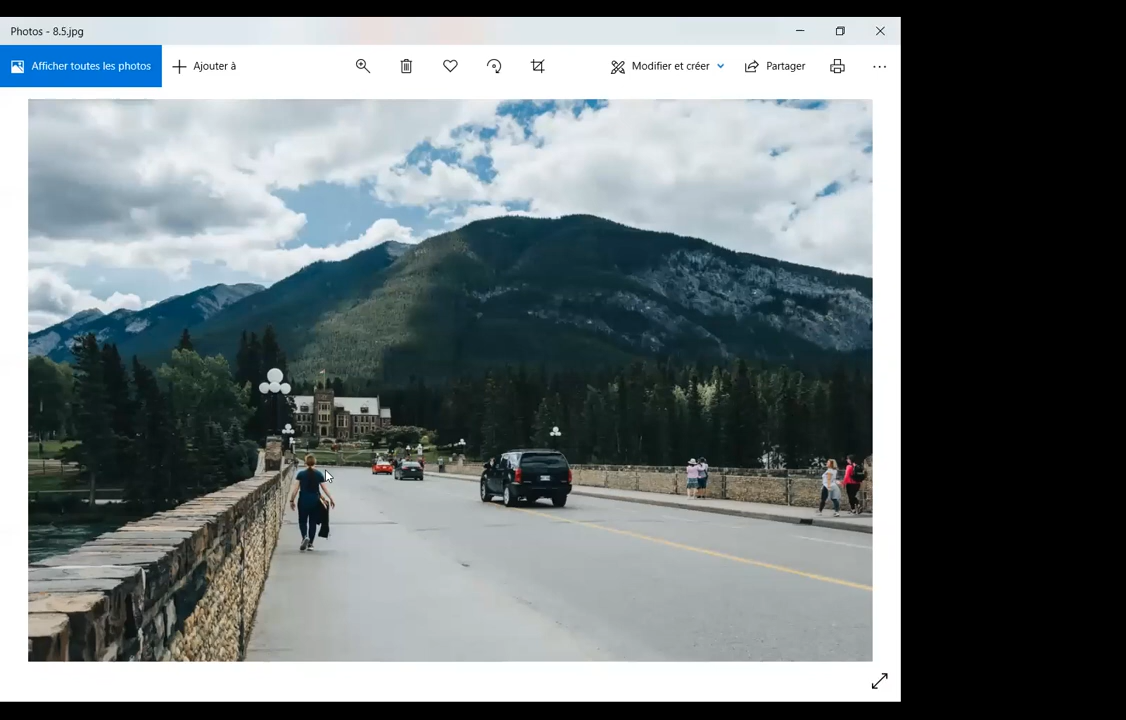 Photos - 8.5.jpg
Afficher toutes les photos
Ajouter à
Modifier et créer
Partager